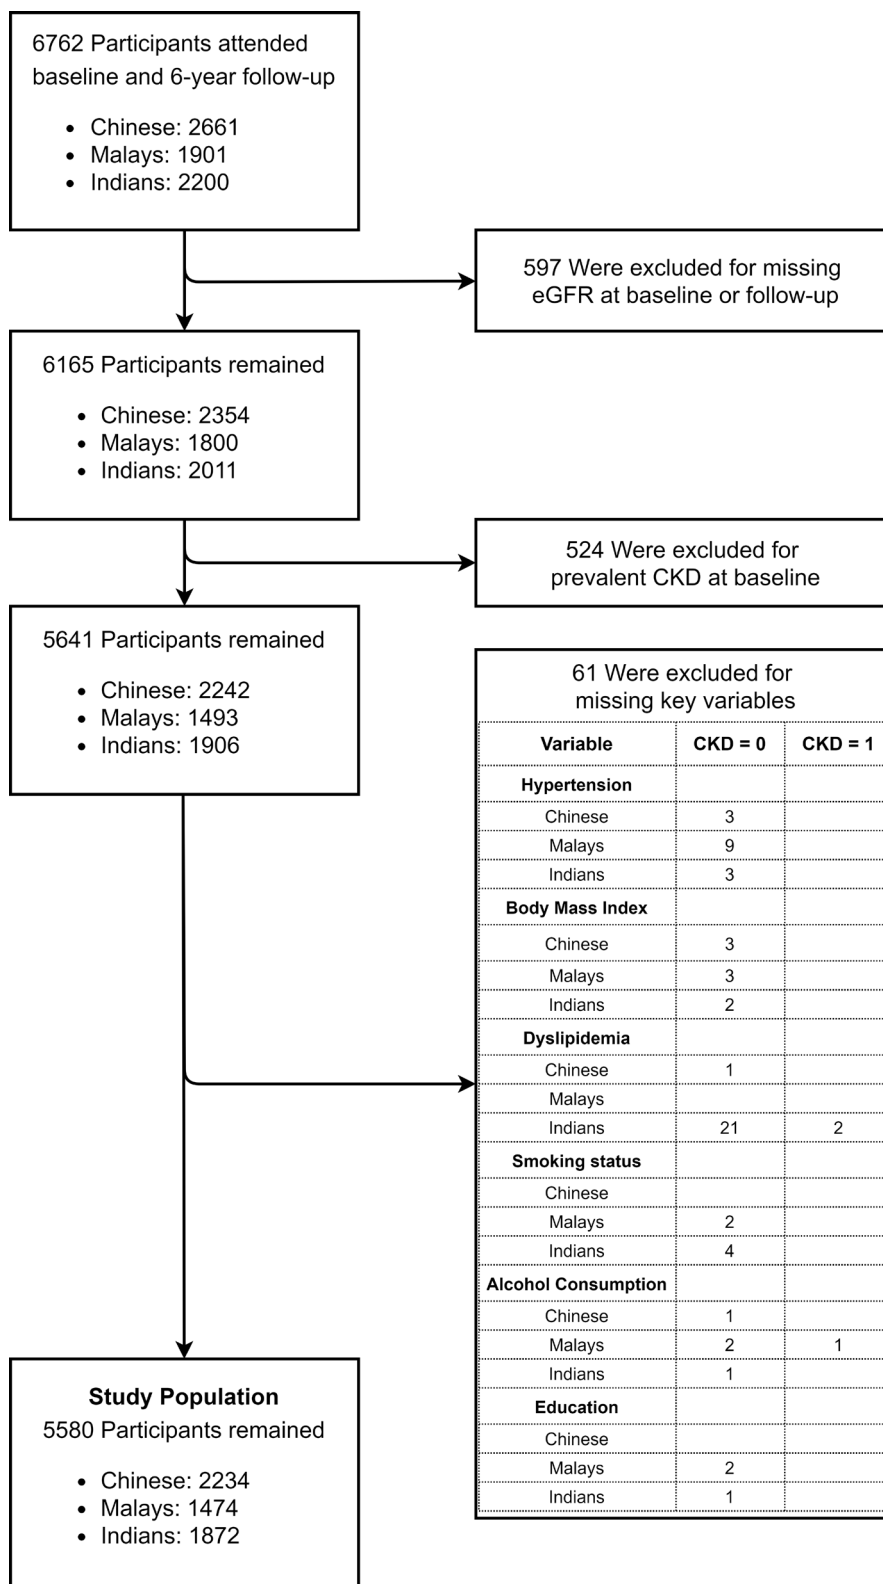 6762 Participants attended
baseline and 6-year follow-up
• Chinese: 2661
• Malays: 1901
• Indians: 2200
597 Were excluded for missing
eGFR at baseline or follow-up
6165 Participants remained
• Chinese: 2354
• Malays: 1800
• Indians: 2011
524 Were excluded for
prevalent CKD at baseline
5641 Participants remained
• Chinese: 2242
• Malays: 1493
• Indians: 1906
61 Were excluded for
missing key variables
Variable CKD = 0 CKD = 1
Hypertension
Chinese 3
Malays 9
Indians 3
Body Mass Index
Chinese 3
Malays 3
Indians 2
Dyslipidemia
Chinese 1
Malays
Indians 21 2
Smoking status
Chinese
Malays 2
Indians 4
Alcohol Consumption
Chinese 1
Malays 2 1
Indians 1
Education
Chinese
Malays 2
Indians 1
Study Population
5580 Participants remained
• Chinese: 2234
• Malays: 1474
• Indians: 1872